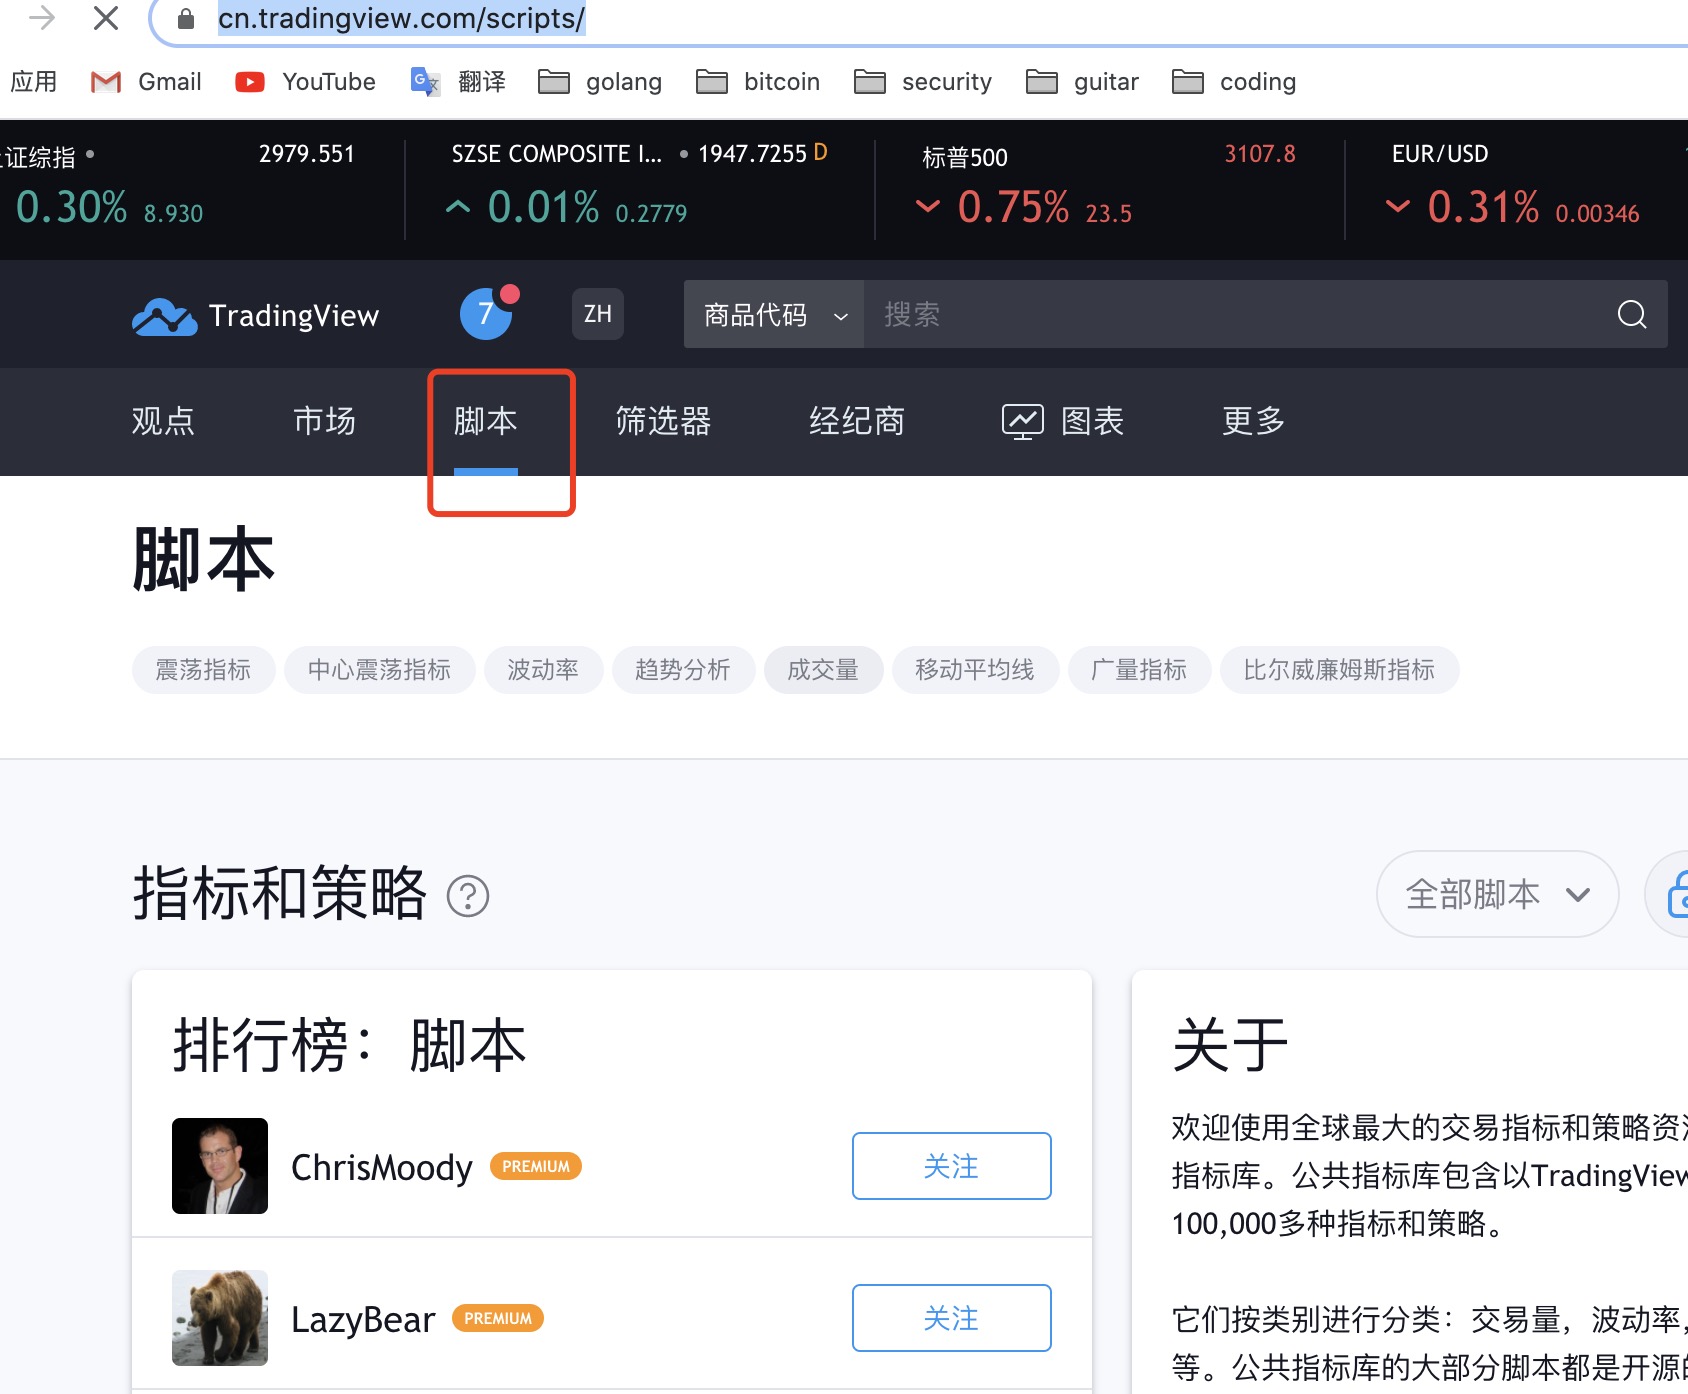 cn.tradingview.com/scripts/
应用 Gmail YouTube 翻译 golang bitcoin security guitar coding
证综指 2979.551 SZSE COMPOSITE I... 1947.7255 D 标普500 3107.8 EUR/USD
0.30% 8.930 0.01% 0.2779 0.75% 23.5 0.31% 0.00346
TradingView 7 ZH 商品代码 搜索
观点 市场 脚本 筛选器 经纪商 图表 更多
脚本
震荡指标 中心震荡指标 波动率 趋势分析 成交量 移动平均线 广量指标 比尔威廉姆斯指标
指标和策略 ? 全部脚本
排行榜：脚本
ChrisMoody PREMIUM 关注
LazyBear PREMIUM 关注
关于
欢迎使用全球最大的交易指标和策略资
指标库。公共指标库包含以TradingView
100,000多种指标和策略。
它们按类别进行分类：交易量，波动率，
等。公共指标库的大部分脚本都是开源的